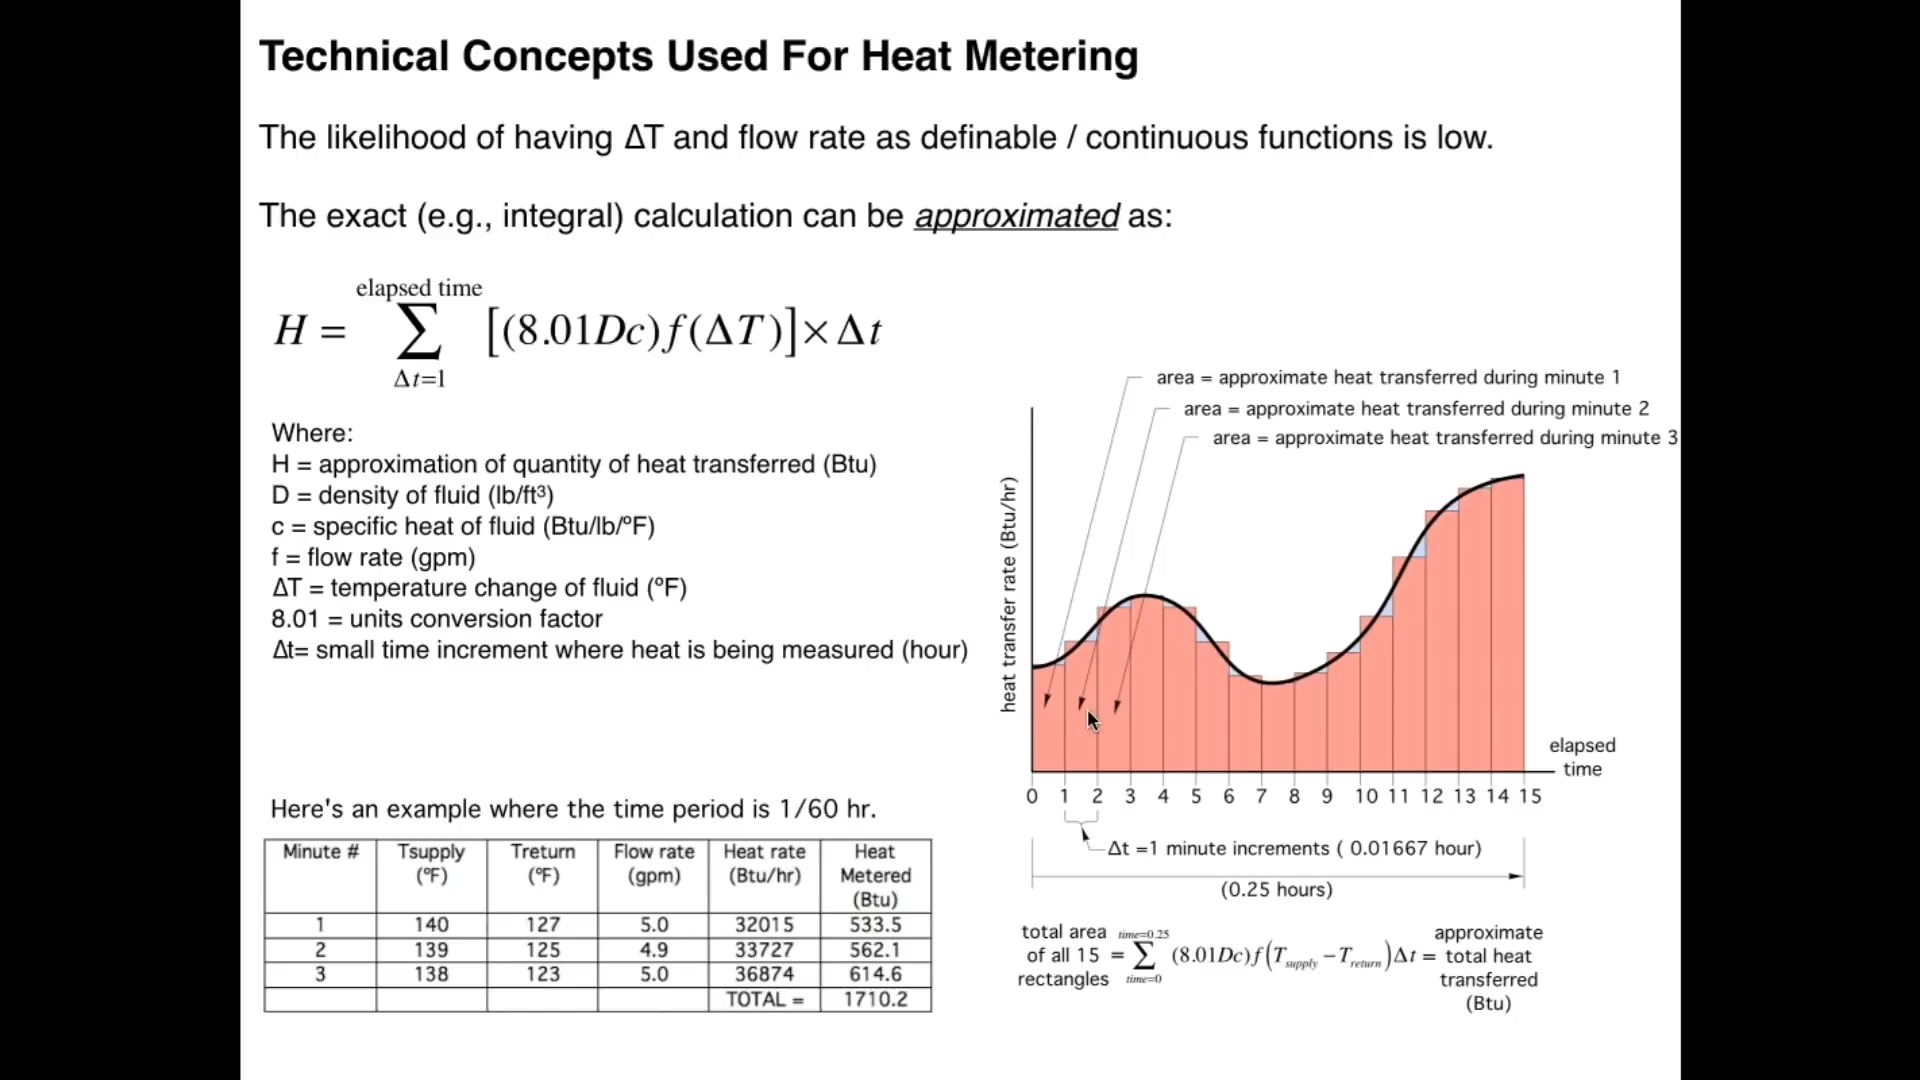 Technical Concepts Used For Heat Metering
The likelihood of having ΔT and flow rate as definable / continuous functions is low.
The exact (e.g., integral) calculation can be approximated as:
elapsed time
H = ∑ [(8.01Dc)f(ΔT)]×Δt
Δt=1
Where:
H = approximation of quantity of heat transferred (Btu)
D = density of fluid (lb/ft³)
c = specific heat of fluid (Btu/lb/ºF)
f = flow rate (gpm)
ΔT = temperature change of fluid (ºF)
8.01 = units conversion factor
Δt= small time increment where heat is being measured (hour)
area = approximate heat transferred during minute 1
area = approximate heat transferred during minute 2
area = approximate heat transferred during minute 3
heat transfer rate (Btu/hr)
elapsed
time
0 1 2 3 4 5 6 7 8 9 10 11 12 13 14 15
Δt =1 minute increments ( 0.01667 hour)
(0.25 hours)
Here's an example where the time period is 1/60 hr.
Minute # Tsupply Treturn Flow rate Heat rate Heat
(ºF) (ºF) (gpm) (Btu/hr) Metered
(Btu)
1 140 127 5.0 32015 533.5
2 139 125 4.9 33727 562.1
3 138 123 5.0 36874 614.6
TOTAL = 1710.2
total area time=0.25 approximate
of all 15 = ∑ (8.01Dc)f(Tsupply −Treturn)Δt = total heat
rectangles time=0 transferred
(Btu)